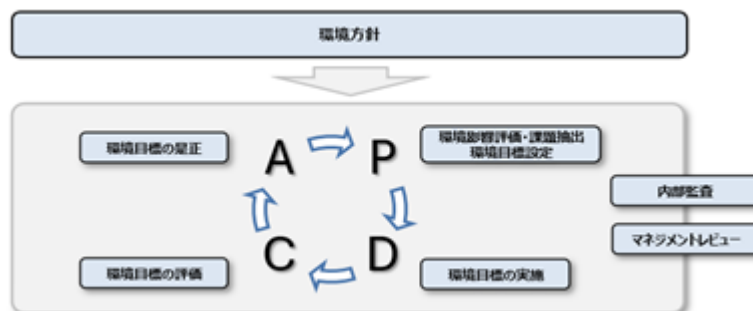 環境方針
環境目標の是正
A
P
環境影響評価・課題抽出
環境目標設定
内部監査
マネジメントレビュー
環境目標の評価
C
D
環境目標の実施